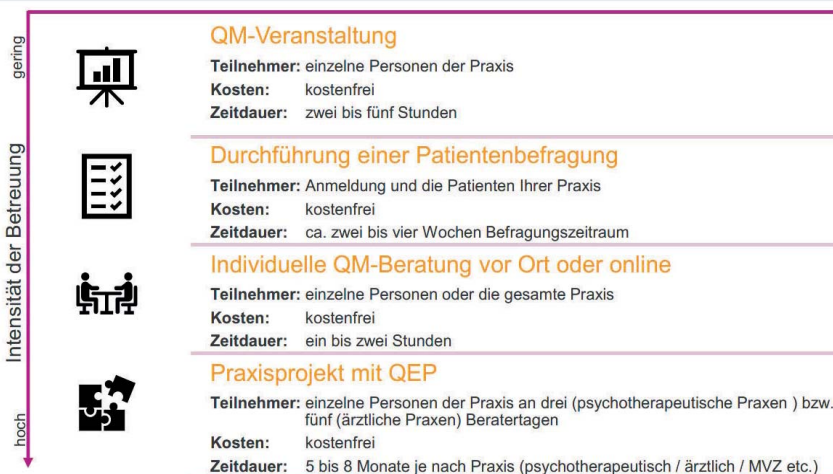 gering
Intensität der Betreuung
hoch
QM-Veranstaltung
Teilnehmer: einzelne Personen der Praxis
Kosten: kostenfrei
Zeitdauer: zwei bis fünf Stunden
Durchführung einer Patientenbefragung
Teilnehmer: Anmeldung und die Patienten Ihrer Praxis
Kosten: kostenfrei
Zeitdauer: ca. zwei bis vier Wochen Befragungszeitraum
Individuelle QM-Beratung vor Ort oder online
Teilnehmer: einzelne Personen oder die gesamte Praxis
Kosten: kostenfrei
Zeitdauer: ein bis zwei Stunden
Praxisprojekt mit QEP
Teilnehmer: einzelne Personen der Praxis an drei (psychotherapeutische Praxen ) bzw.
fünf (ärztliche Praxen) Beratertagen
Kosten: kostenfrei
Zeitdauer: 5 bis 8 Monate je nach Praxis (psychotherapeutisch / ärztlich / MVZ etc.)